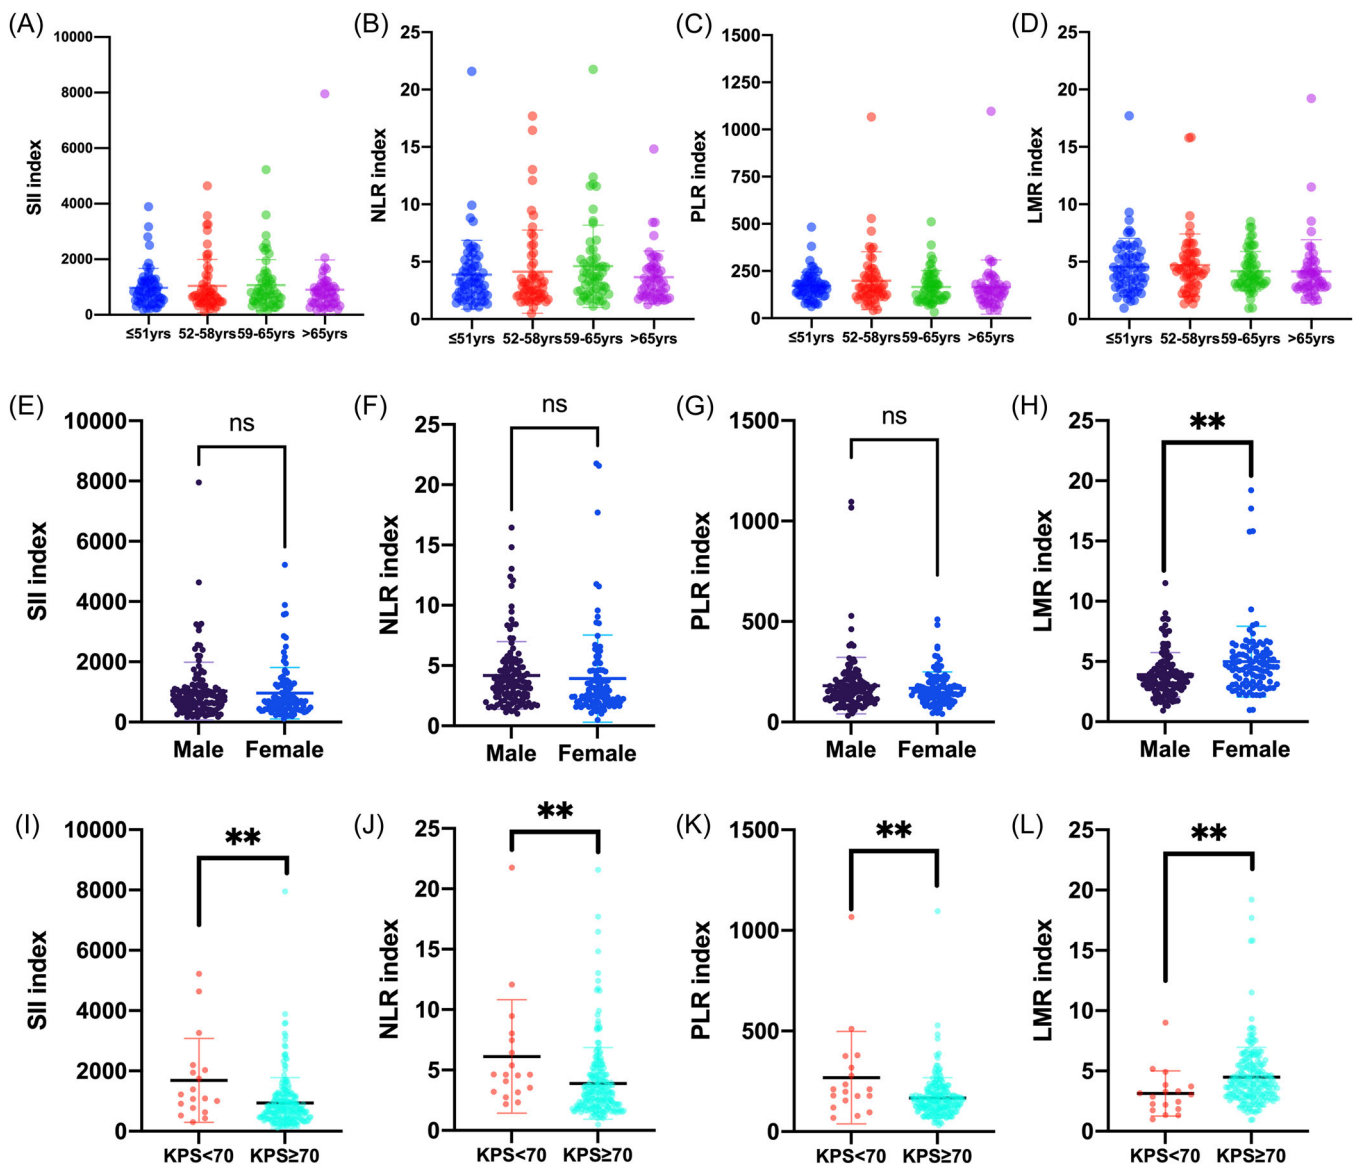 (A)
SII index
10000
8000
6000
4000
2000
0
≤51yrs 52-58yrs 59-65yrs >65yrs
(B)
NLR index
25
20
15
10
5
0
≤51yrs 52-58yrs 59-65yrs >65yrs
(C)
PLR index
1500
1250
1000
750
500
250
0
≤51yrs 52-58yrs 59-65yrs >65yrs
(D)
LMR index
25
20
15
10
5
0
≤51yrs 52-58yrs 59-65yrs >65yrs
(E)
SII index
10000
8000
6000
4000
2000
0
ns
Male Female
(F)
NLR index
25
20
15
10
5
0
ns
Male Female
(G)
PLR index
1500
1000
500
0
ns
Male Female
(H)
LMR index
25
20
15
10
5
0
**
Male Female
(I)
SII index
10000
8000
6000
4000
2000
0
**
KPS<70 KPS≥70
(J)
NLR index
25
20
15
10
5
0
**
KPS<70 KPS≥70
(K)
PLR index
1500
1000
500
0
**
KPS<70 KPS≥70
(L)
LMR index
25
20
15
10
5
0
**
KPS<70 KPS≥70